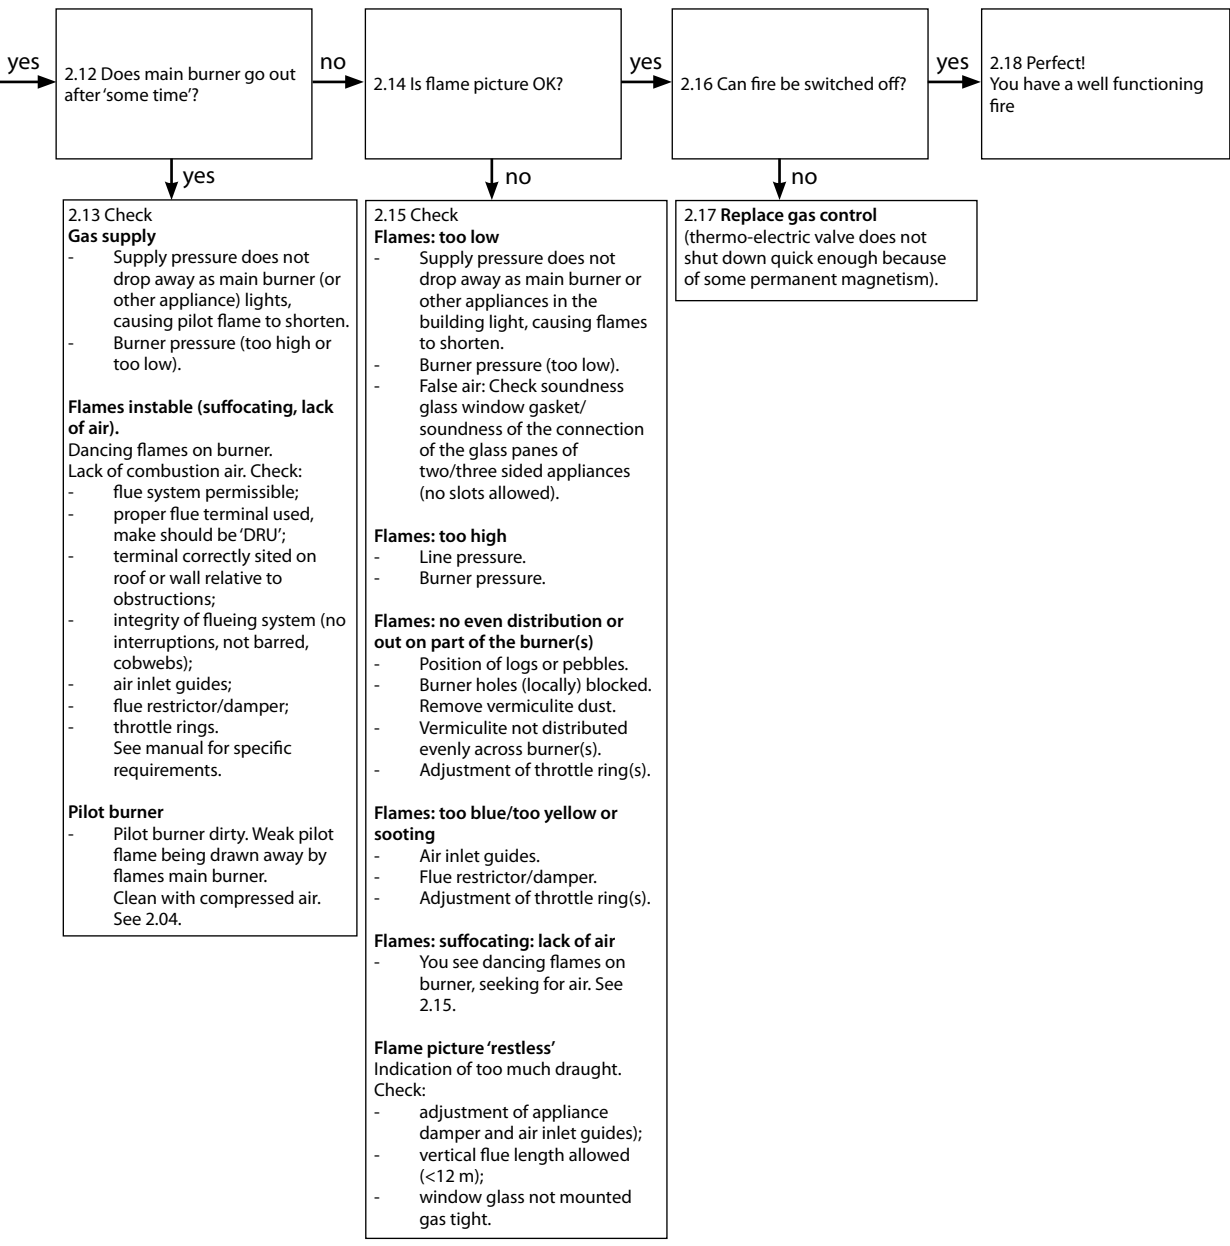 yes
2.12 Does main burner go out
after ‘some time’?
no
2.14 Is flame picture OK?
yes
2.16 Can fire be switched off?
yes
2.18 Perfect!
You have a well functioning
fire
yes
no
no
2.13 Check
Gas supply
- Supply pressure does not
drop away as main burner (or
other appliance) lights,
causing pilot flame to shorten.
- Burner pressure (too high or
too low).
Flames instable (suffocating, lack
of air).
Dancing flames on burner.
Lack of combustion air. Check:
- flue system permissible;
- proper flue terminal used,
make should be ‘DRU’;
- terminal correctly sited on
roof or wall relative to
obstructions;
- integrity of flueing system (no
interruptions, not barred,
cobwebs);
- air inlet guides;
- flue restrictor/damper;
- throttle rings.
See manual for specific
requirements.
Pilot burner
- Pilot burner dirty. Weak pilot
flame being drawn away by
flames main burner.
Clean with compressed air.
See 2.04.
2.15 Check
Flames: too low
- Supply pressure does not
drop away as main burner or
other appliances in the
building light, causing flames
to shorten.
- Burner pressure (too low).
- False air: Check soundness
glass window gasket/
soundness of the connection
of the glass panes of
two/three sided appliances
(no slots allowed).
Flames: too high
- Line pressure.
- Burner pressure.
Flames: no even distribution or
out on part of the burner(s)
- Position of logs or pebbles.
- Burner holes (locally) blocked.
Remove vermiculite dust.
- Vermiculite not distributed
evenly across burner(s).
- Adjustment of throttle ring(s).
Flames: too blue/too yellow or
sooting
- Air inlet guides.
- Flue restrictor/damper.
- Adjustment of throttle ring(s).
Flames: suffocating: lack of air
- You see dancing flames on
burner, seeking for air. See
2.15.
Flame picture ‘restless’
Indication of too much draught.
Check:
- adjustment of appliance
damper and air inlet guides);
- vertical flue length allowed
(<12 m);
- window glass not mounted
gas tight.
2.17 Replace gas control
(thermo-electric valve does not
shut down quick enough because
of some permanent magnetism).